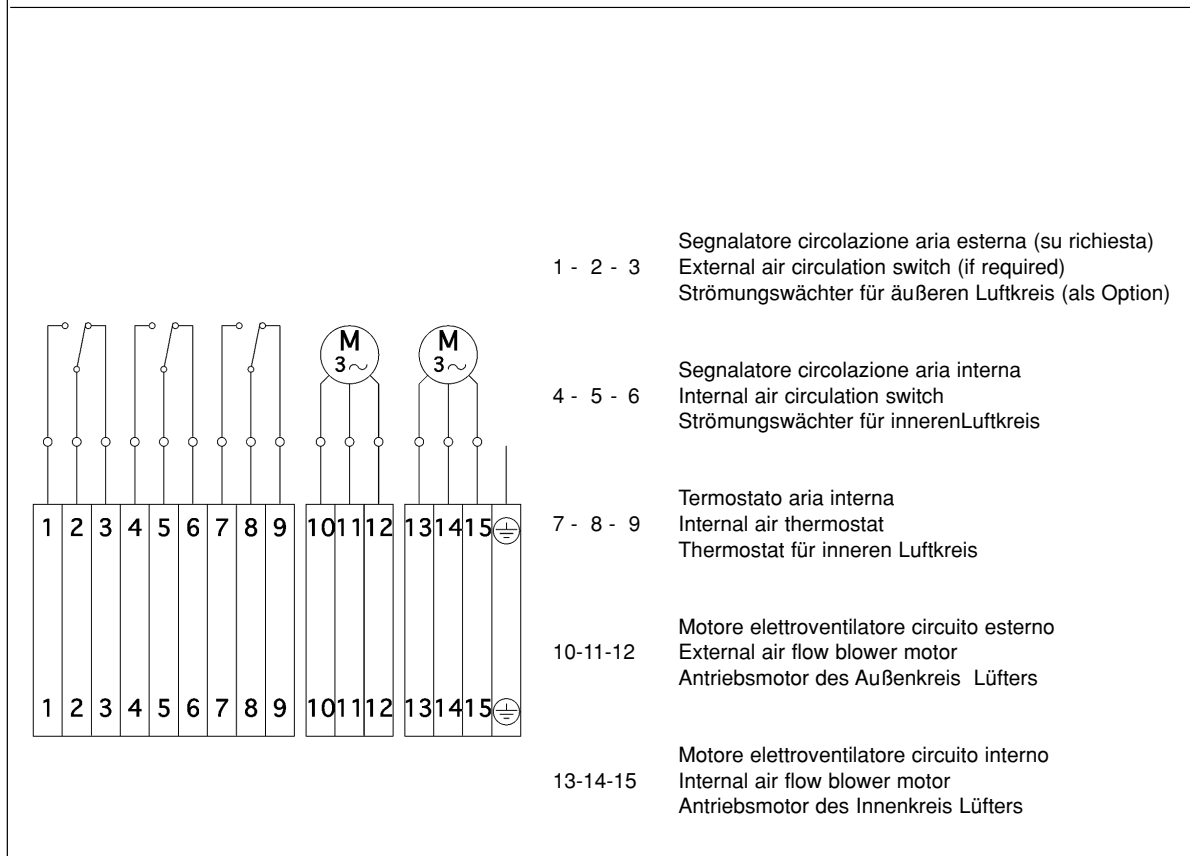 Segnalatore circolazione aria esterna (su richiesta)
1 - 2 - 3 External air circulation switch (if required)
Strömungswächter für äußeren Luftkreis (als Option)
Segnalatore circolazione aria interna
4 - 5 - 6 Internal air circulation switch
Strömungswächter für innerenLuftkreis
Termostato aria interna
7 - 8 - 9 Internal air thermostat
Thermostat für inneren Luftkreis
Motore elettroventilatore circuito esterno
10-11-12 External air flow blower motor
Antriebsmotor des Außenkreis Lüfters
Motore elettroventilatore circuito interno
13-14-15 Internal air flow blower motor
Antriebsmotor des Innenkreis Lüfters
M M
3~ 3~
1 2 3 4 5 6 7 8 9 10 11 12 13 14 15
1 2 3 4 5 6 7 8 9 10 11 12 13 14 15